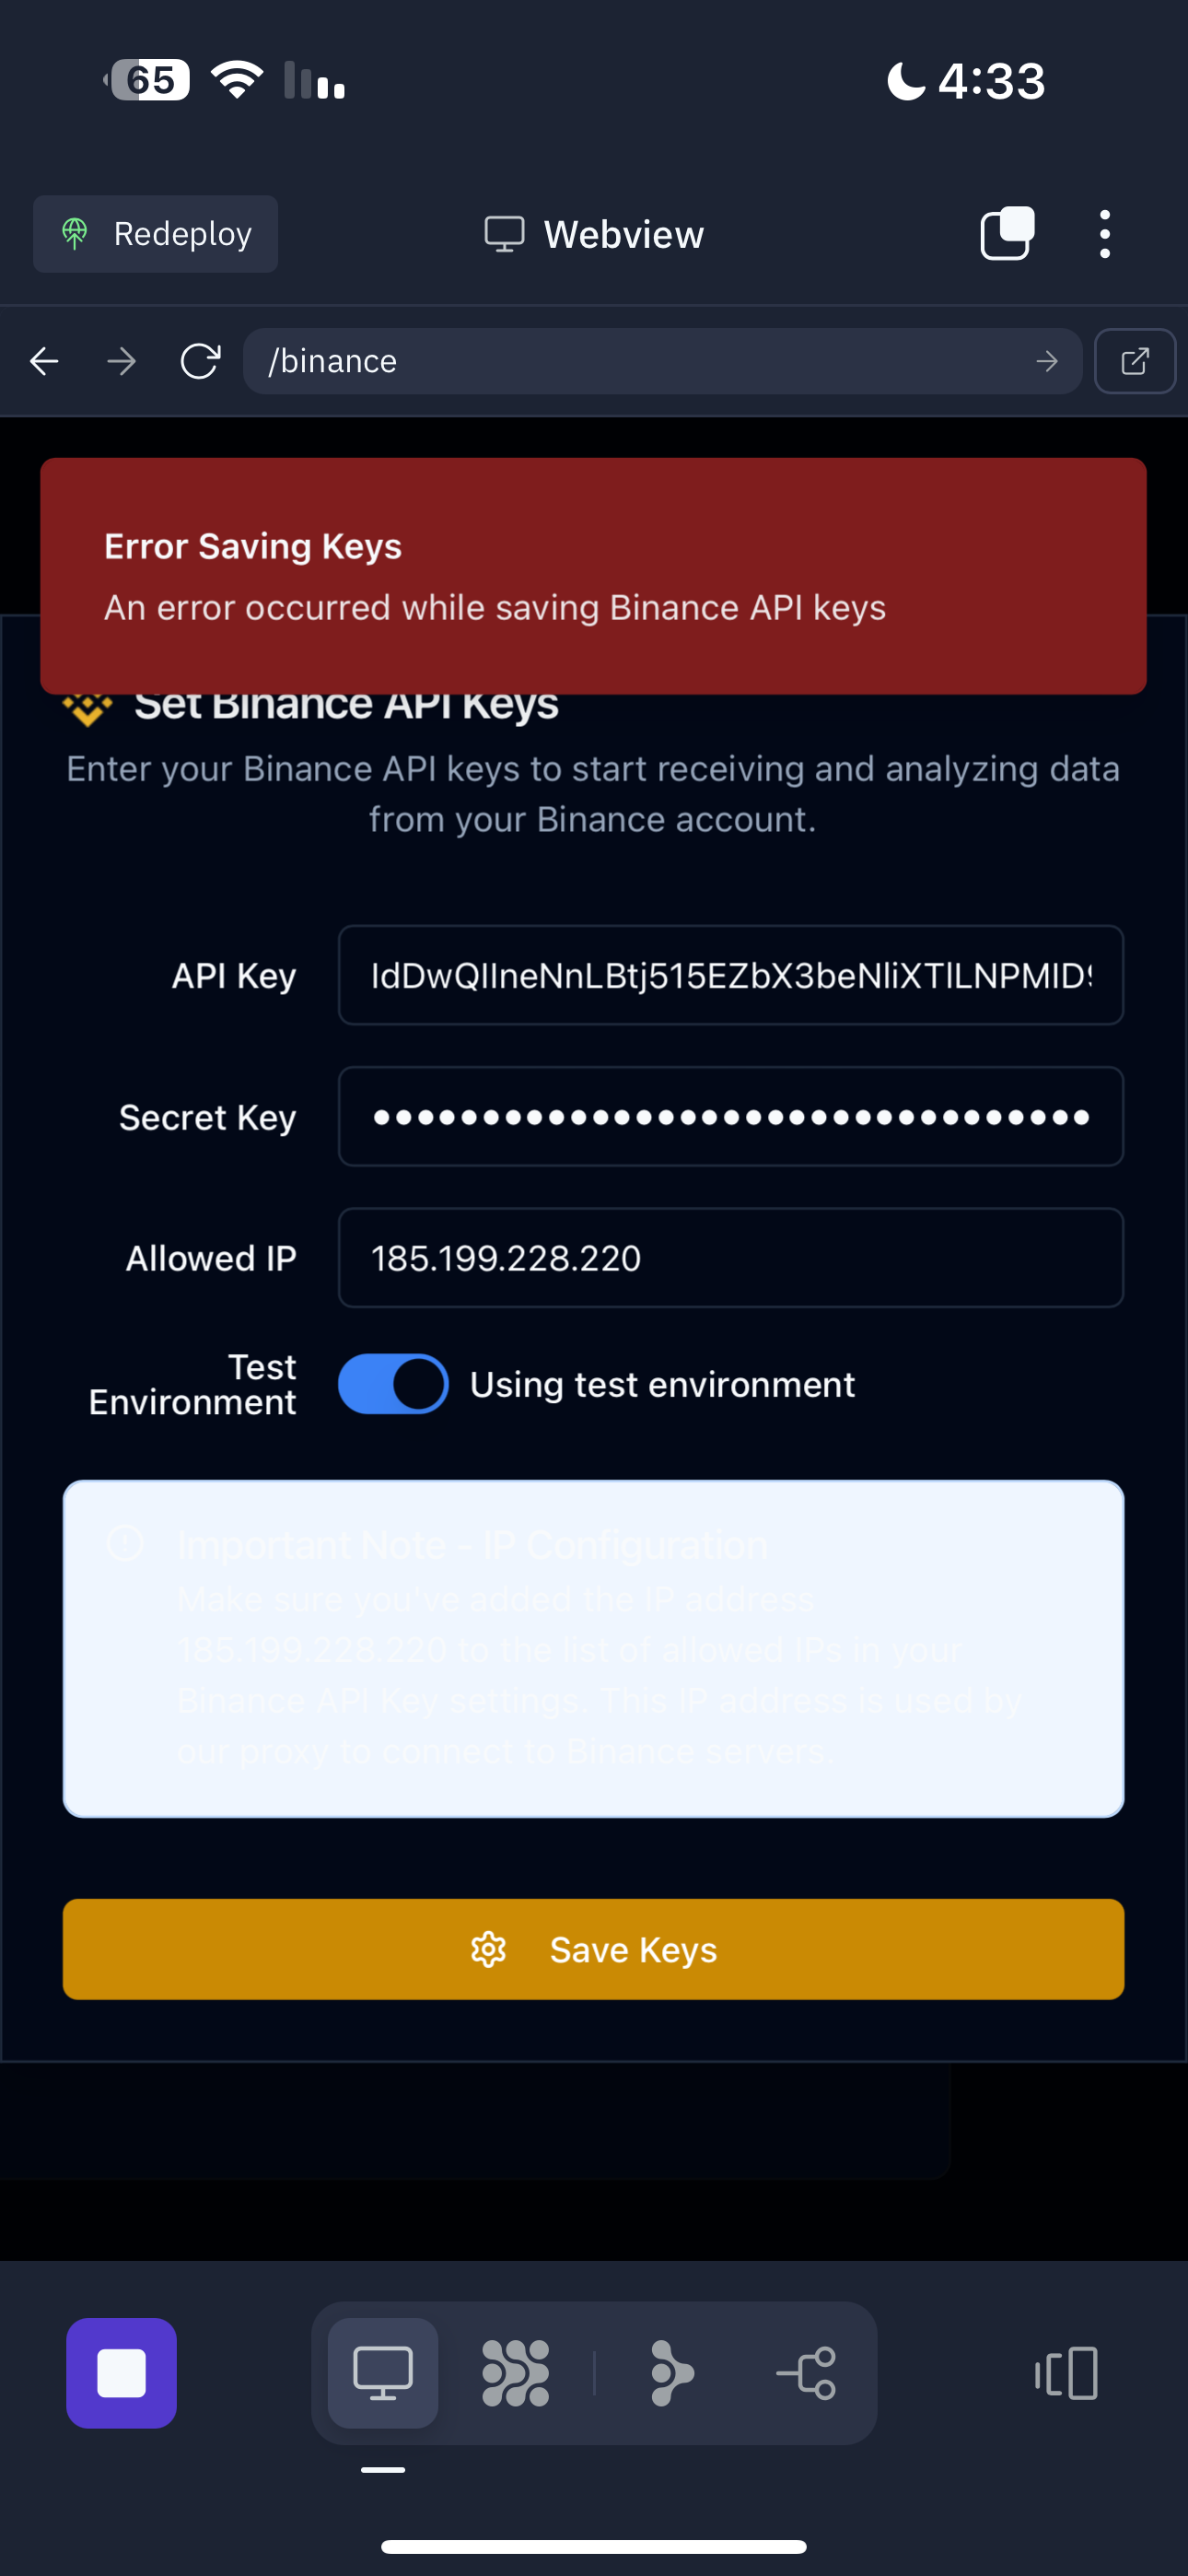 65
4:33
Redeploy
Webview
/binance
Error Saving Keys
An error occurred while saving Binance API keys
Set Binance API Keys
Enter your Binance API keys to start receiving and analyzing data
from your Binance account.
API Key
Secret Key
Allowed IP
185.199.228.220
Test
Environment
Using test environment
Important Note - IP Configuration
Make sure you've added the IP address
185.199.228.220 to the list of allowed IPs in your
Binance API Key settings. This IP address is used by
our proxy to connect to Binance servers.
Save Keys